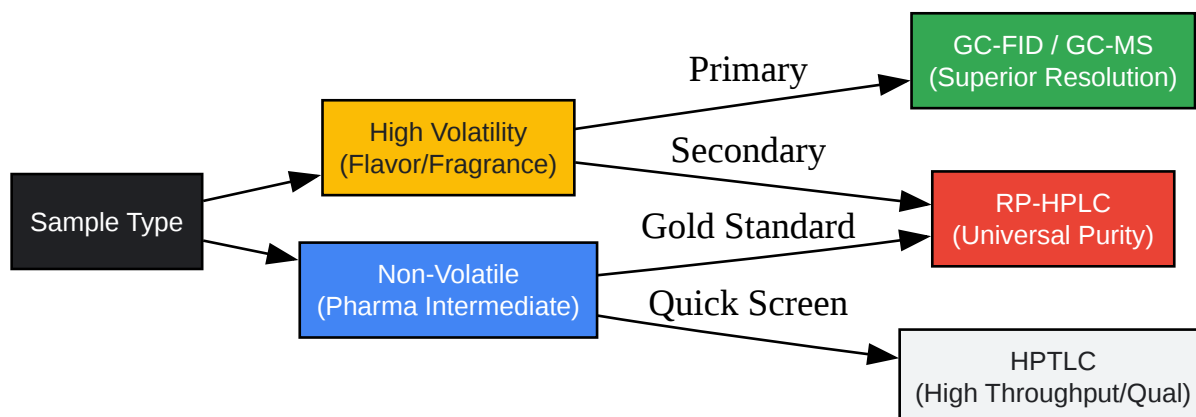 Sample Type
High Volatility
(Flavor/Fragrance)
Non-Volatile
(Pharma Intermediate)
Primary
Secondary
Gold Standard
Quick Screen
GC-FID / GC-MS
(Superior Resolution)
RP-HPLC
(Universal Purity)
HPTLC
(High Throughput/Qual)